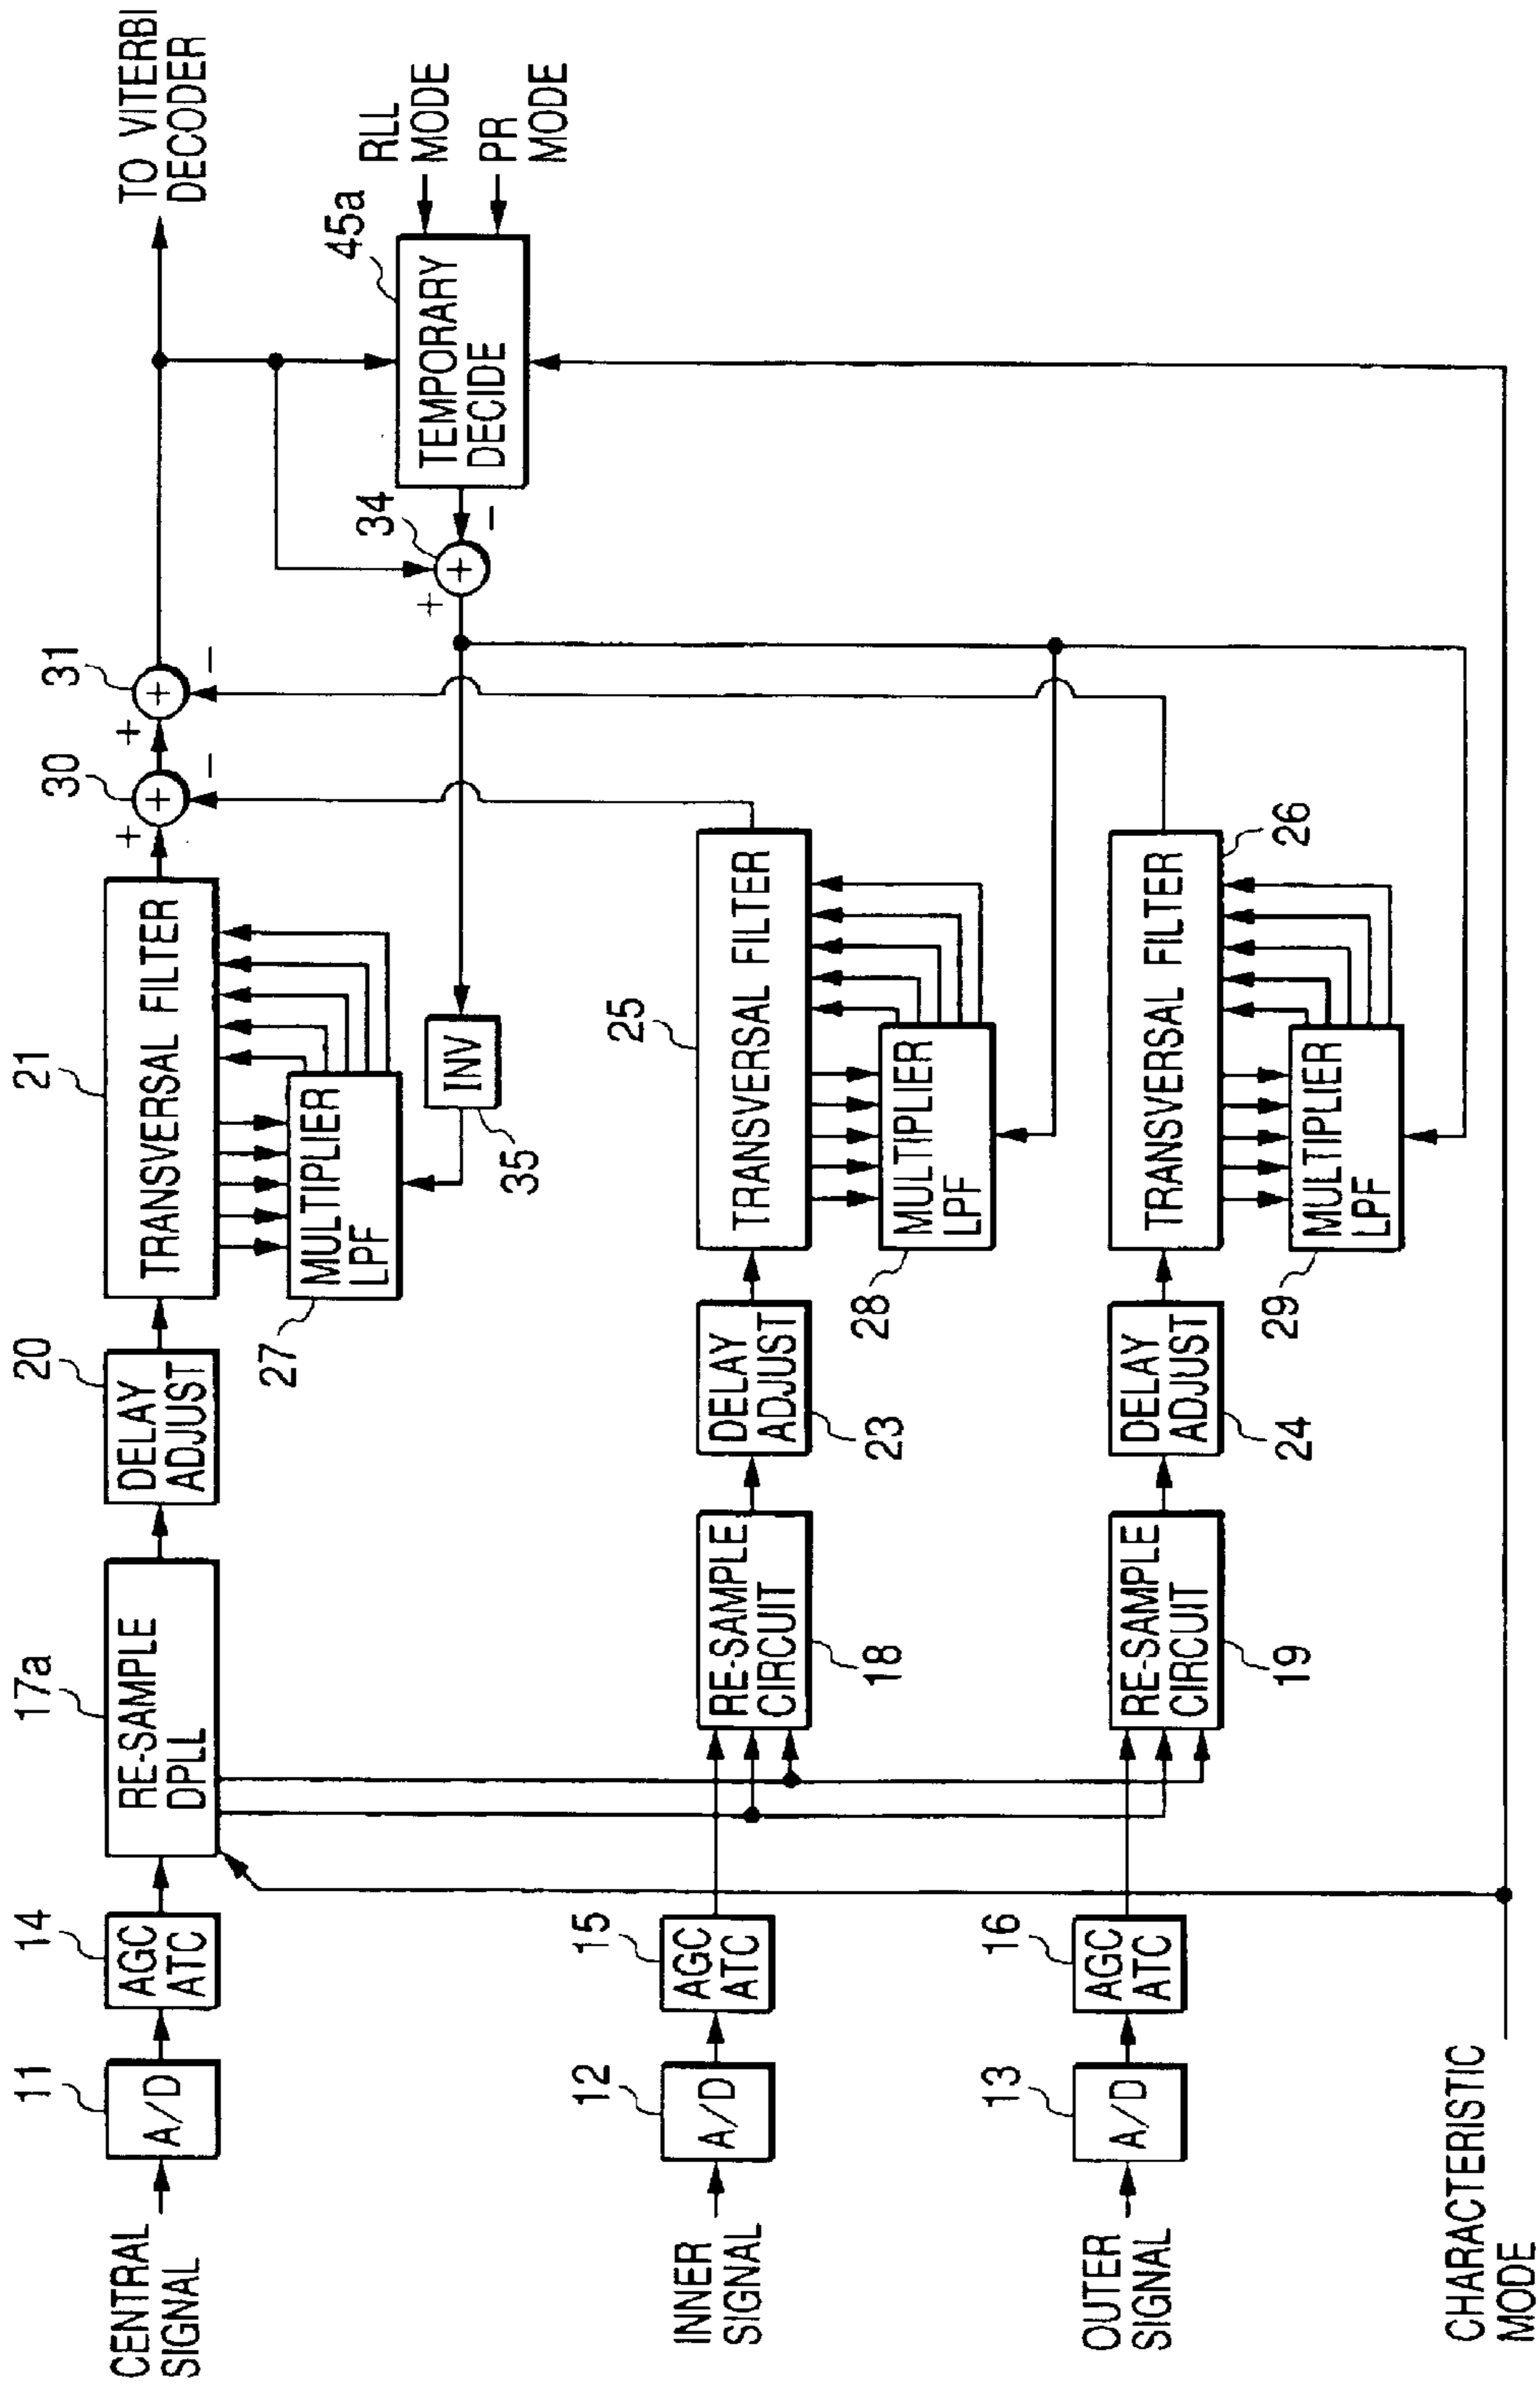 CENTRAL
SIGNAL
11
A/D
14
AGC
ATC
17a
RE-SAMPLE
DPLL
20
DELAY
ADJUST
21
TRANSVERSAL FILTER
27
MULTIPLIER
LPF
35
INV
30
+
+
−
31
+
+
−
TO VITERBI
DECODER
34
+
+
−
45a
TEMPORARY
DECIDE
RLL
MODE
PR
MODE
INNER
SIGNAL
12
A/D
15
AGC
ATC
RE-SAMPLE
CIRCUIT
18
DELAY
ADJUST
23
25
TRANSVERSAL FILTER
MULTIPLIER
LPF
28
OUTER
SIGNAL
13
A/D
16
AGC
ATC
RE-SAMPLE
CIRCUIT
19
DELAY
ADJUST
24
TRANSVERSAL FILTER
26
MULTIPLIER
LPF
29
CHARACTERISTIC
MODE